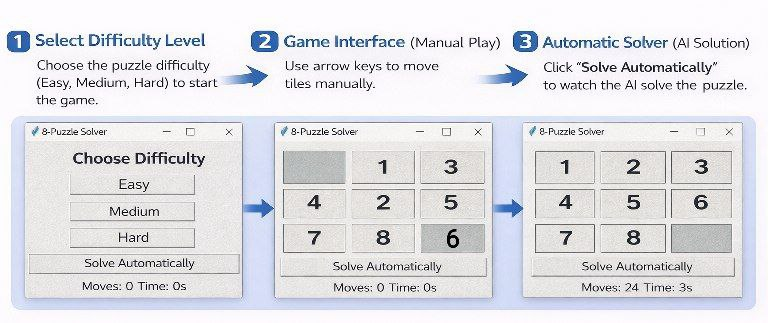 1 Select Difficulty Level
Choose the puzzle difficulty
(Easy, Medium, Hard) to start
the game.
2 Game Interface (Manual Play)
Use arrow keys to move
tiles manually.
3 Automatic Solver (AI Solution)
Click “Solve Automatically”
to watch the AI solve the puzzle.
8-Puzzle Solver
Choose Difficulty
Easy
Medium
Hard
Solve Automatically
Moves: 0 Time: 0s
8-Puzzle Solver
1 3
4 2 5
7 8 6
Solve Automatically
Moves: 0 Time: 0s
8-Puzzle Solver
1 2 3
4 5 6
7 8
Solve Automatically
Moves: 24 Time: 3s